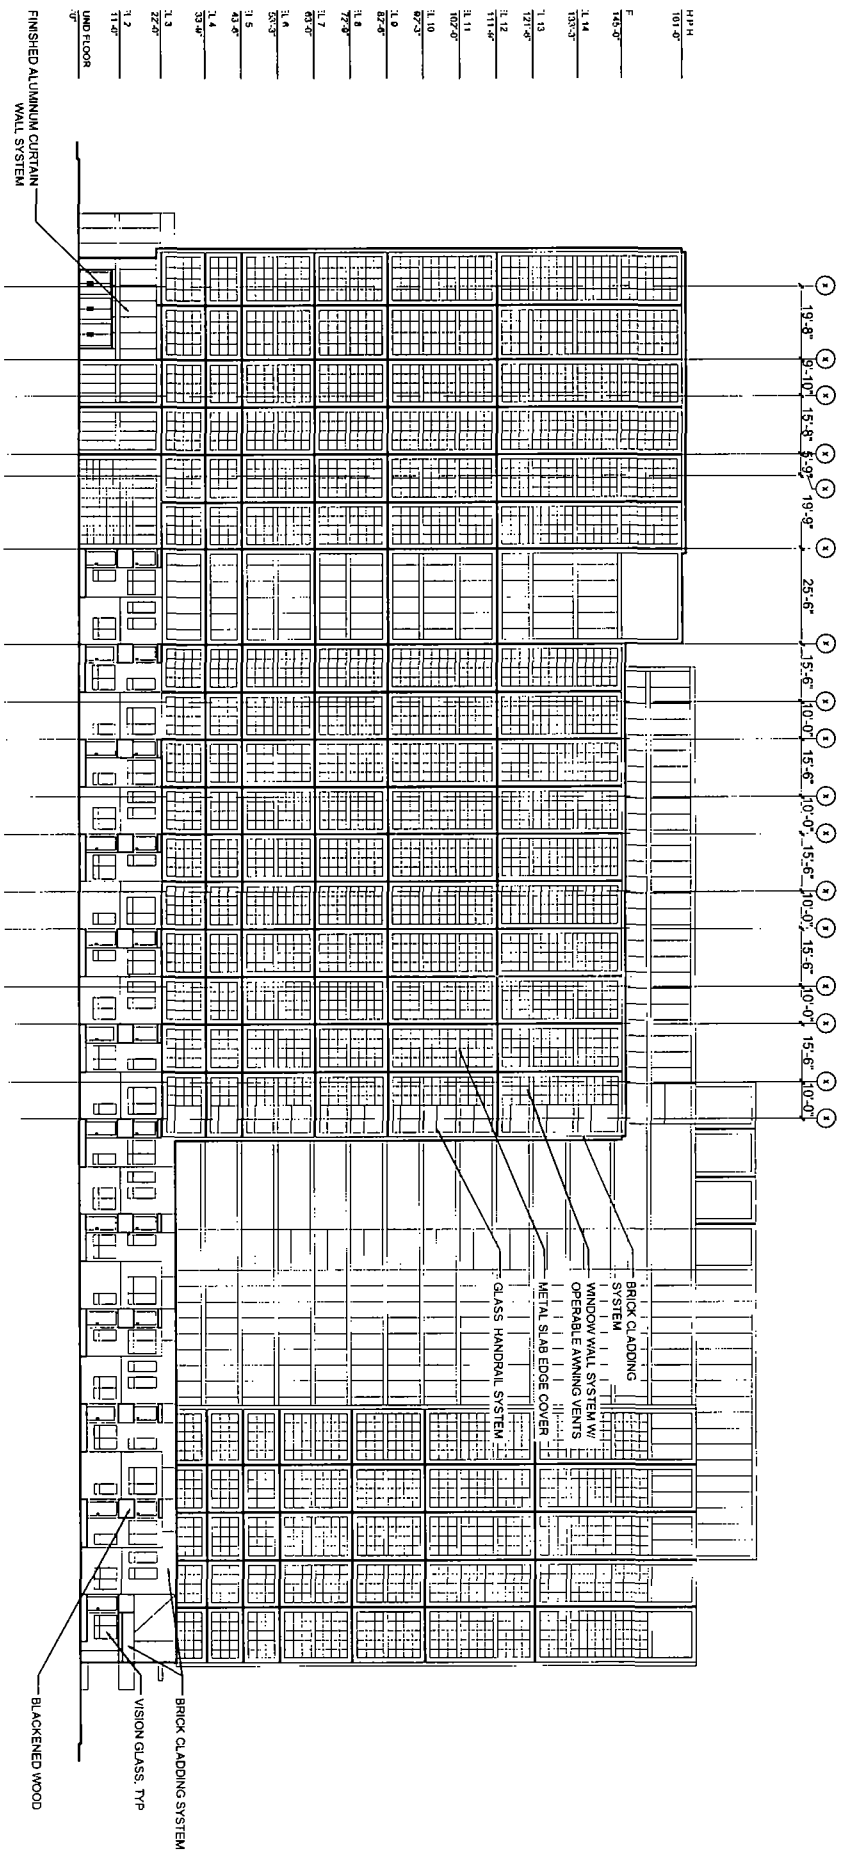 19'-8" 9'-10" 15'-8" 5'-9" 19'-9" 25'-6" 15'-6" 10'-0" 15'-6" 10'-0" 15'-6" 10'-0" 15'-6" 10'-0" 15'-6" 10'-0"
145'-0"
14
133'-3"
13
121'-6"
12
111'-9"
11
102'-0"
10
9
82'-6"
8
72'-9"
7
63'-0"
6
53'-3"
5
43'-6"
4
33'-9"
3
22'-0"
2
11'-0"
UND FLOOR
BRICK CLADDING
SYSTEM
WINDOW WALL SYSTEM W/
OPERABLE AWNING VENTS
METAL SLAB EDGE COVER
GLASS HANDRAIL SYSTEM
BRICK CLADDING SYSTEM
VISION GLASS, TYP
BLACKENED WOOD
FINISHED ALUMINUM CURTAIN
WALL SYSTEM